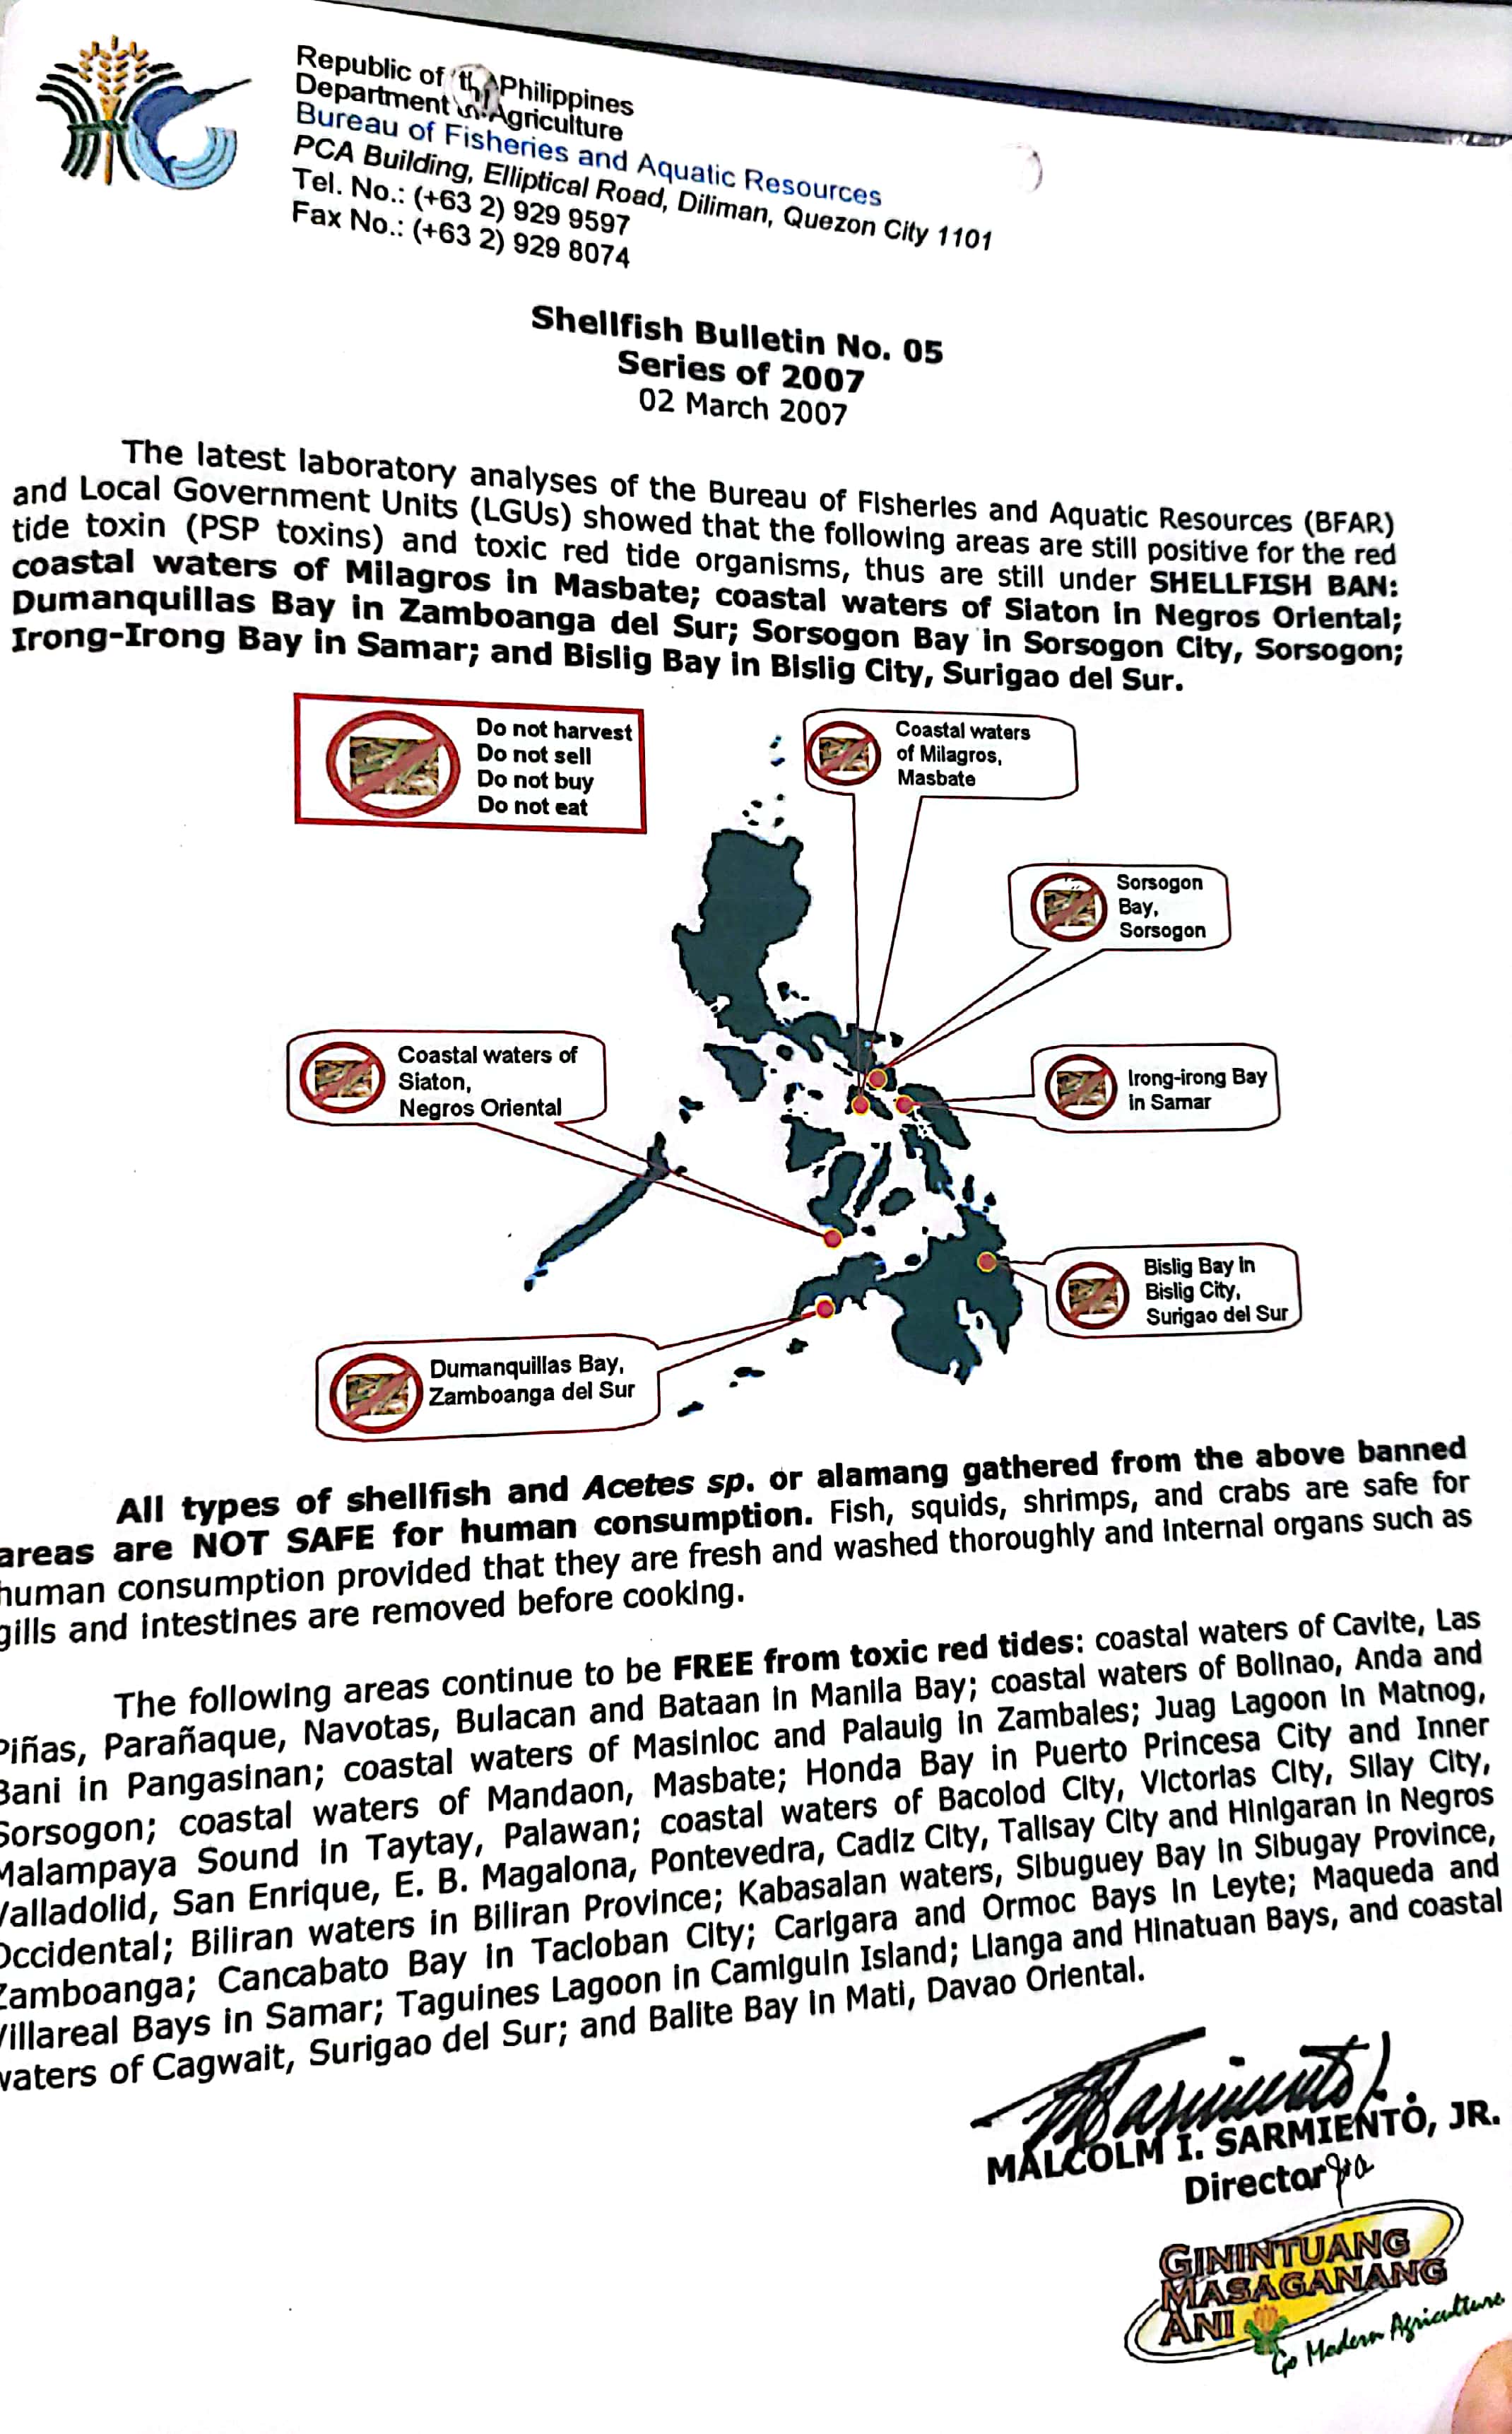 Republic of the Philippines
Department of Agriculture
Bureau of Fisheries and Aquatic Resources
PCA Building, Elliptical Road, Diliman, Quezon City 1101
Tel. No.: (+63 2) 929 9597
Fax No.: (+63 2) 929 8074
Shellfish Bulletin No. 05
Series of 2007
02 March 2007
The latest laboratory analyses of the Bureau of Fisheries and Aquatic Resources (BFAR)
and Local Government Units (LGUs) showed that the following areas are still positive for the red
tide toxin (PSP toxins) and toxic red tide organisms, thus are still under SHELLFISH BAN:
coastal waters of Milagros in Masbate; coastal waters of Siaton in Negros Oriental;
Dumanquillas Bay in Zamboanga del Sur; Sorsogon Bay in Sorsogon City, Sorsogon;
Irong-Irong Bay in Samar; and Bislig Bay in Bislig City, Surigao del Sur.
Do not harvest
Do not sell
Do not buy
Do not eat
Coastal waters
of Milagros,
Masbate
Sorsogon
Bay,
Sorsogon
Coastal waters of
Siaton,
Negros Oriental
Irong-irong Bay
in Samar
Bislig Bay in
Bislig City,
Surigao del Sur
Dumanquillas Bay,
Zamboanga del Sur
All types of shellfish and Acetes sp. or alamang gathered from the above banned
areas are NOT SAFE for human consumption. Fish, squids, shrimps, and crabs are safe for
human consumption provided that they are fresh and washed thoroughly and internal organs such as
gills and intestines are removed before cooking.
The following areas continue to be FREE from toxic red tides: coastal waters of Cavite, Las
Piñas, Parañaque, Navotas, Bulacan and Bataan in Manila Bay; coastal waters of Bolinao, Anda and
Bani in Pangasinan; coastal waters of Masinloc and Palauig in Zambales; Juag Lagoon in Matnog,
Sorsogon; coastal waters of Mandaon, Masbate; Honda Bay in Puerto Princesa City and Inner
Malampaya Sound in Taytay, Palawan; coastal waters of Bacolod City, Victorias City, Silay City,
Valladolid, San Enrique, E. B. Magalona, Pontevedra, Cadiz City, Talisay City and Hinigaran in Negros
Occidental; Biliran waters in Biliran Province; Kabasalan waters, Sibuguey Bay in Sibugay Province,
Zamboanga; Cancabato Bay in Tacloban City; Carigara and Ormoc Bays in Leyte; Maqueda and
Villareal Bays in Samar; Taguines Lagoon in Camiguin Island; Lianga and Hinatuan Bays, and coastal
waters of Cagwait, Surigao del Sur; and Balite Bay in Mati, Davao Oriental.
MALCOLM I. SARMIENTO, JR.
Director
GININTUANG
MASAGANANG
ANI
Go Modern Agriculture